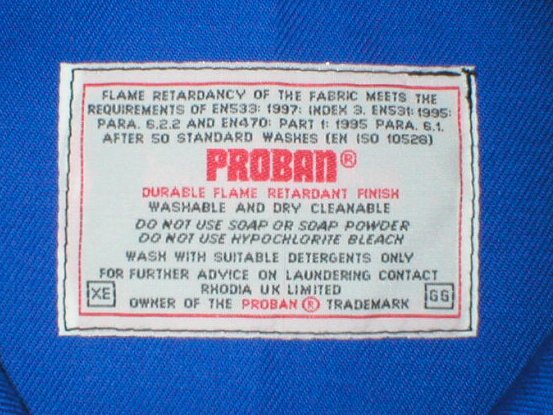 FLAME RETARDANCY OF THE FABRIC MEETS THE
REQUIREMENTS OF EN533: 1997: INDEX 3. EN531: 1995:
PARA. 6.2.2 AND EN470: PART 1: 1995 PARA. 6.1.
AFTER 50 STANDARD WASHES (EN ISO 10528)
PROBAN®
DURABLE FLAME RETARDANT FINISH
WASHABLE AND DRY CLEANABLE
DO NOT USE SOAP OR SOAP POWDER
DO NOT USE HYPOCHLORITE BLEACH
WASH WITH SUITABLE DETERGENTS ONLY
FOR FURTHER ADVICE ON LAUNDERING CONTACT
RHODIA UK LIMITED
XE OWNER OF THE PROBAN® TRADEMARK GG